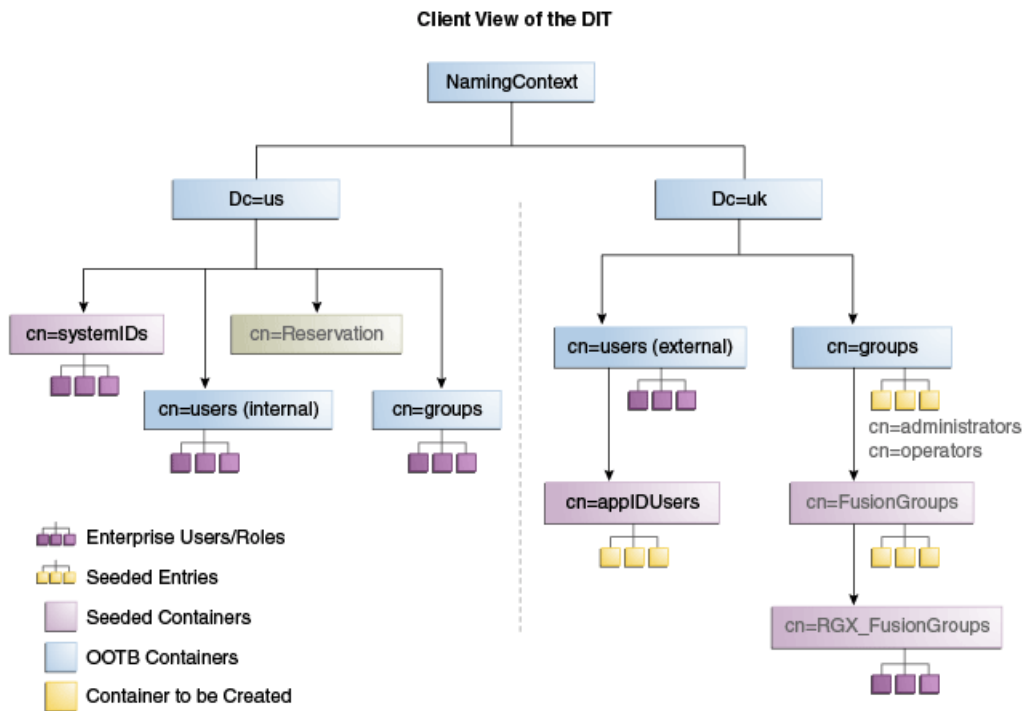 Client View of the DIT
NamingContext
Dc=us
Dc=uk
cn=systemIDs
cn=Reservation
cn=users (external)
cn=groups
cn=users (internal)
cn=groups
cn=administrators
cn=operators
cn=appIDUsers
cn=FusionGroups
Enterprise Users/Roles
Seeded Entries
Seeded Containers
cn=RGX_FusionGroups
OOTB Containers
Container to be Created